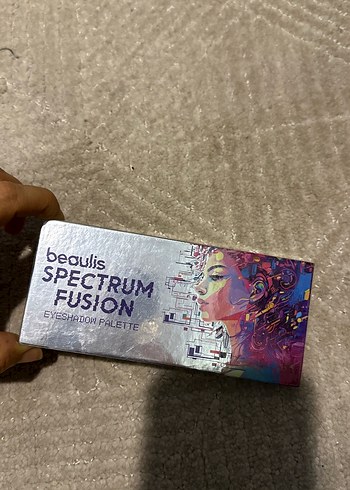 beaulis
SPECTRUM
FUSION
EYESHADOW PALETTE